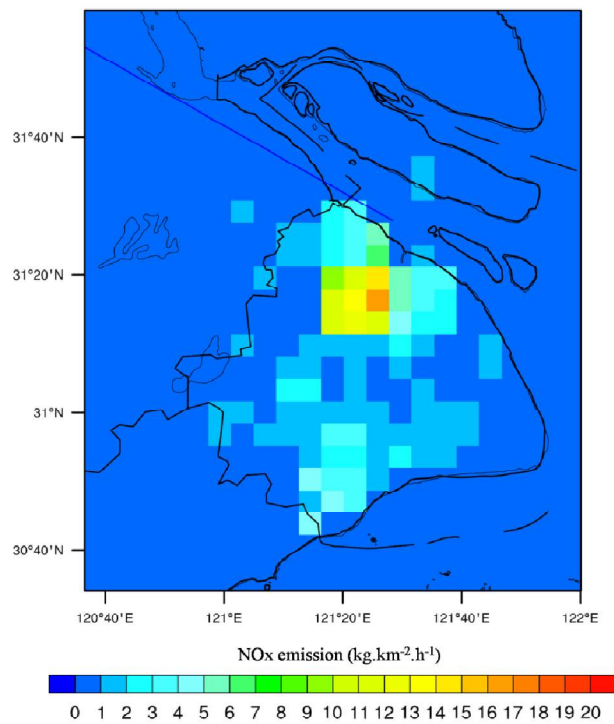 31°40'N
31°20'N
31°N
30°40'N
120°40'E 121°E 121°20'E 121°40'E 122°E
NOx emission (kg.km-2.h-1)
0 1 2 3 4 5 6 7 8 9 10 11 12 13 14 15 16 17 18 19 20